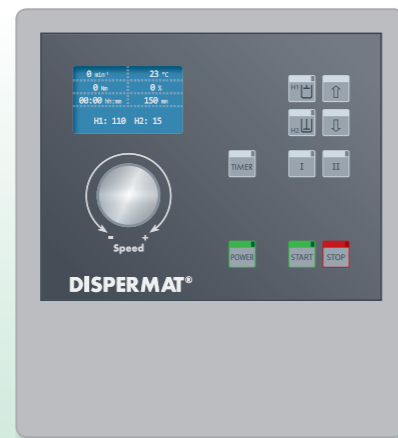 0 min⁻¹ 23 °C
0 Nm 0 %
00:00 hh:mm 150 mm
H1: 110 H2: 15
H1
H2
TIMER I II
- +
Speed
POWER START STOP
DISPERMAT®